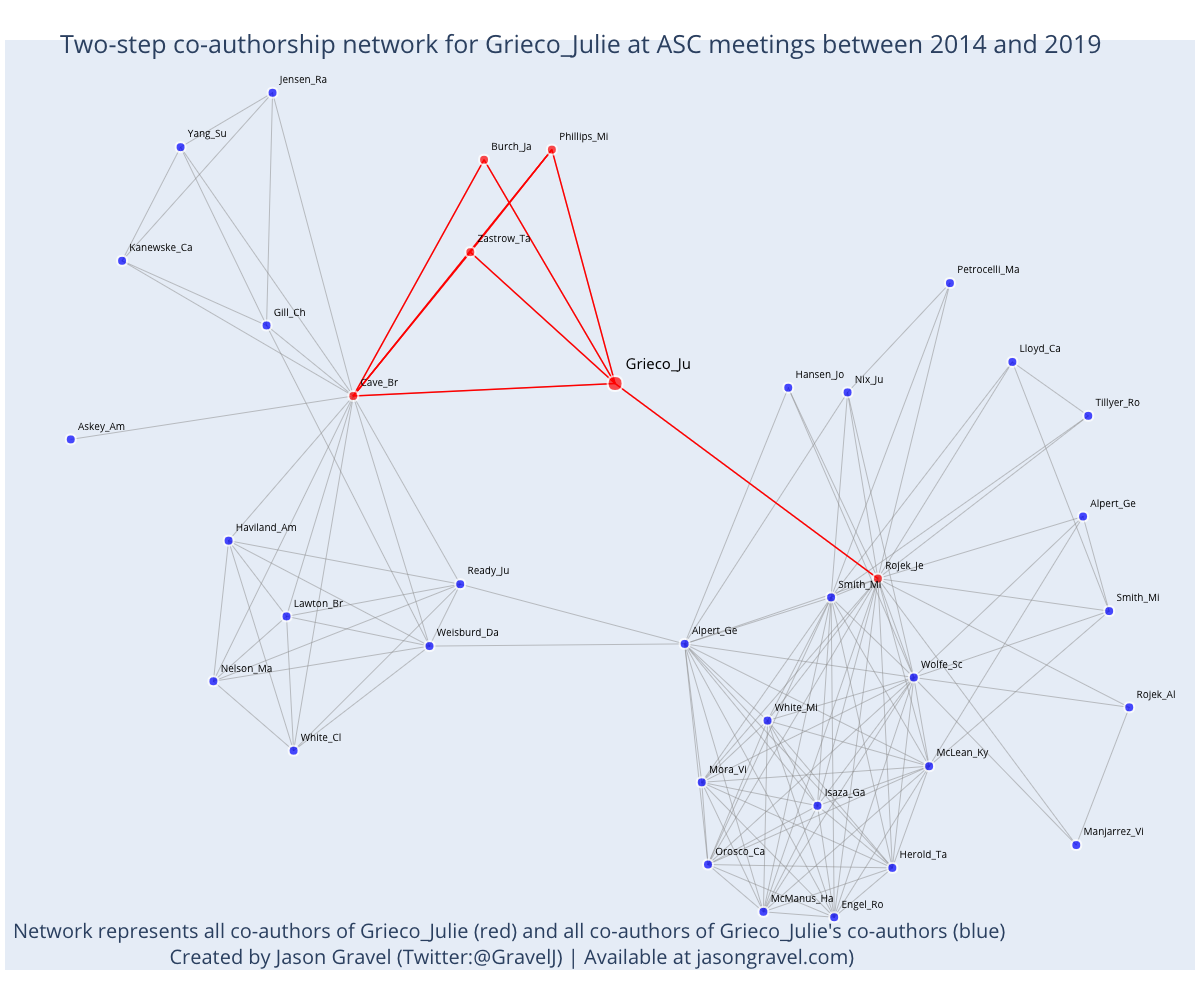 Two-step co-authorship network for Grieco_Julie at ASC meetings between 2014 and 2019
Jensen_Ra
Yang_Su
Burch_Ja
Phillips_Mi
Kanewske_Ca
Zastrow_Ta
Petrocelli_Ma
Gill_Ch
Lloyd_Ca
Grieco_Ju
Hansen_Jo
Nix_Ju
Cave_Br
Tillyer_Ro
Askey_Am
Alpert_Ge
Haviland_Am
Rojek_Je
Ready_Ju
Smith_Mi
Lawton_Br
Smith_Mi
Weisburd_Da
Alpert_Ge
Nelson_Ma
Wolfe_Sc
Rojek_Al
White_Mi
White_Cl
McLean_Ky
Mora_Vi
Isaza_Ga
Manjarrez_Vi
Orosco_Ca
Herold_Ta
McManus_Ha
Engel_Ro
Network represents all co-authors of Grieco_Julie (red) and all co-authors of Grieco_Julie's co-authors (blue)
Created by Jason Gravel (Twitter:@GravelJ) | Available at jasongravel.com)